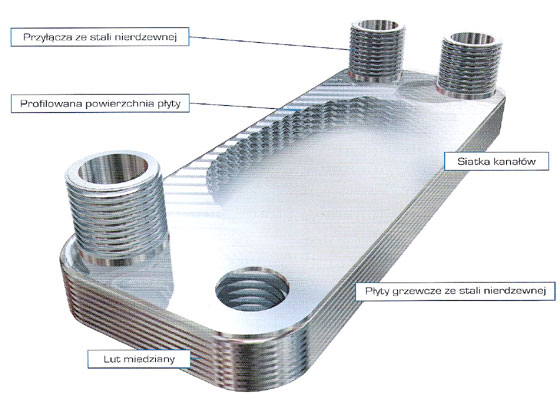 Przyłącza ze stali nierdzewnej
Profilowana powierzchnia płyty
Siatka kanałów
Płyty grzewcze ze stali nierdzewnej
Lut miedziany